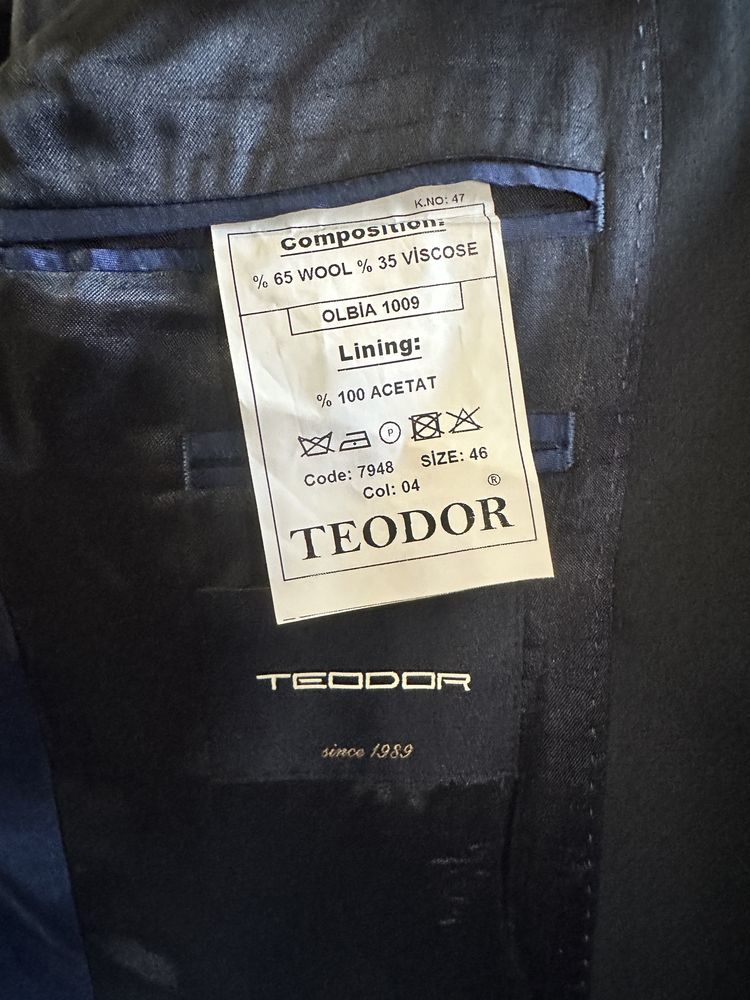 K.NO: 47
Composition:
% 65 WOOL % 35 VİSCOSE
OLBİA 1009
Lining:
% 100 ACETAT
P
Code: 7948 SİZE: 46
Col: 04
®
TEODOR
TEODOR
since 1989